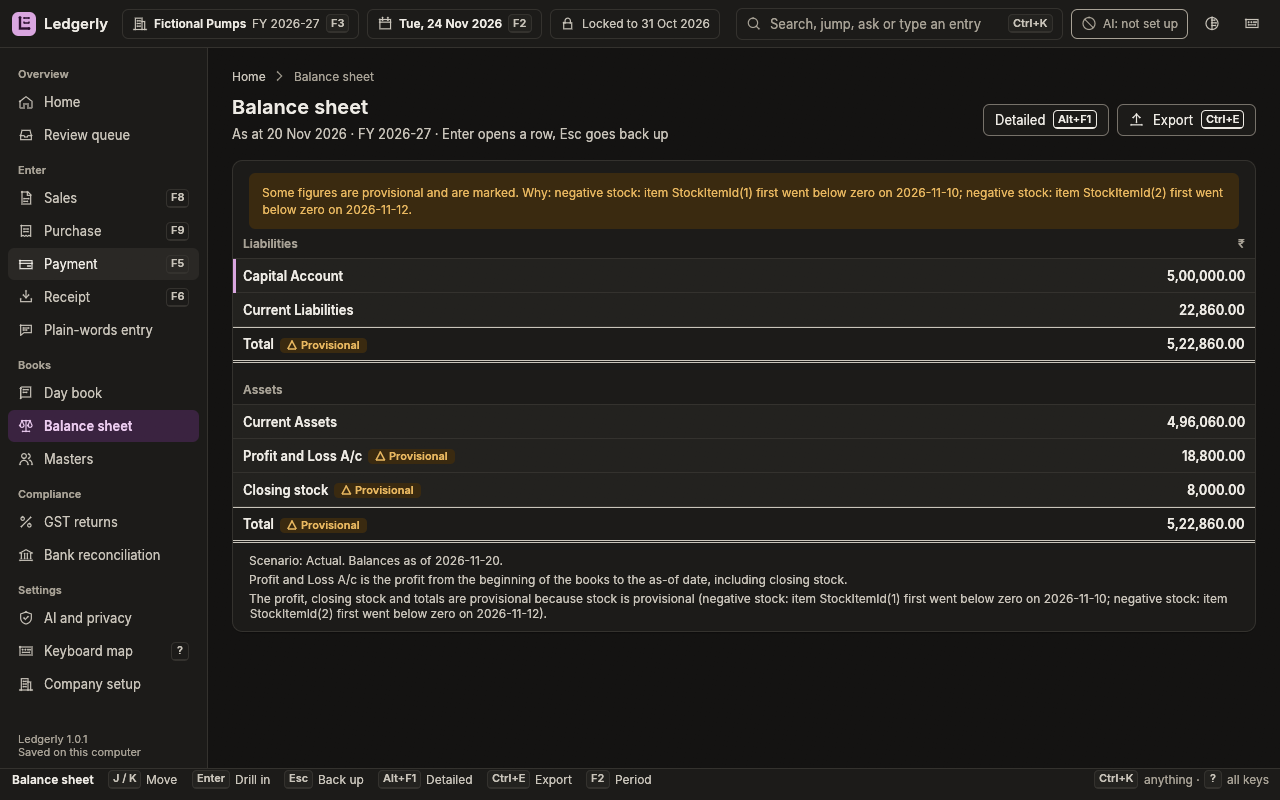 Ledgerly
Fictional Pumps FY 2026-27 F3
Tue, 24 Nov 2026 F2
Locked to 31 Oct 2026
Search, jump, ask or type an entry Ctrl+K
AI: not set up
Overview
Home
Review queue
Enter
Sales F8
Purchase F9
Payment F5
Receipt F6
Plain-words entry
Books
Day book
Balance sheet
Masters
Compliance
GST returns
Bank reconciliation
Settings
AI and privacy
Keyboard map ?
Company setup
Ledgerly 1.0.1
Saved on this computer
Home > Balance sheet
Balance sheet
As at 20 Nov 2026 · FY 2026-27 · Enter opens a row, Esc goes back up
Detailed Alt+F1
Export Ctrl+E
Some figures are provisional and are marked. Why: negative stock: item StockItemId(1) first went below zero on 2026-11-10; negative stock: item StockItemId(2) first went
below zero on 2026-11-12.
Liabilities ₹
Capital Account 5,00,000.00
Current Liabilities 22,860.00
Total Provisional 5,22,860.00
Assets
Current Assets 4,96,060.00
Profit and Loss A/c Provisional 18,800.00
Closing stock Provisional 8,000.00
Total Provisional 5,22,860.00
Scenario: Actual. Balances as of 2026-11-20.
Profit and Loss A/c is the profit from the beginning of the books to the as-of date, including closing stock.
The profit, closing stock and totals are provisional because stock is provisional (negative stock: item StockItemId(1) first went below zero on 2026-11-10; negative stock: item
StockItemId(2) first went below zero on 2026-11-12).
Balance sheet J / K Move Enter Drill in Esc Back up Alt+F1 Detailed Ctrl+E Export F2 Period
Ctrl+K anything · ? all keys